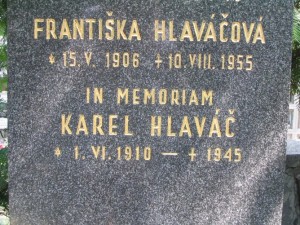 FRANTIŠKA HLAVÁČOVÁ
* 15. V. 1906 + 10. VIII. 1955
IN MEMORIAM
KAREL HLAVÁČ
* 1. VI. 1910 — + 1945